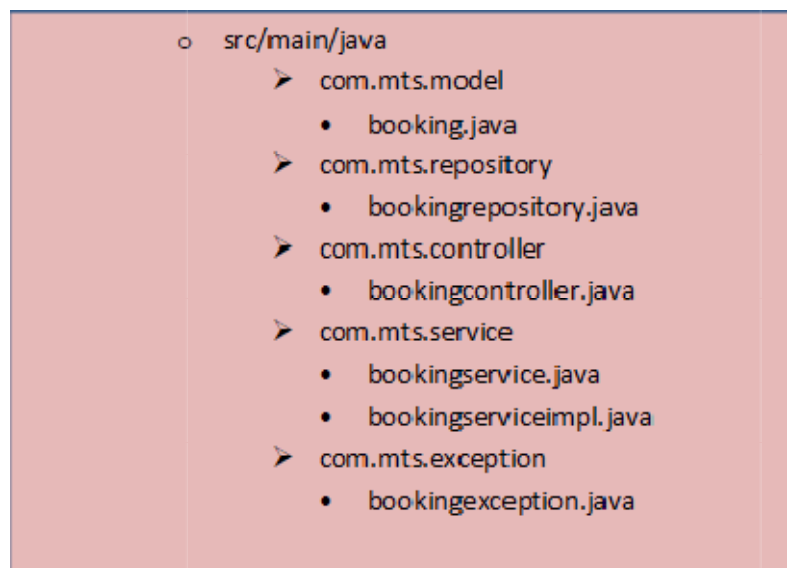 o src/main/java
➢ com.mts.model
• booking.java
➢ com.mts.repository
• bookingrepository.java
➢ com.mts.controller
• bookingcontroller.java
➢ com.mts.service
• bookingservice.java
• bookingserviceimpl.java
➢ com.mts.exception
• bookingexception.java